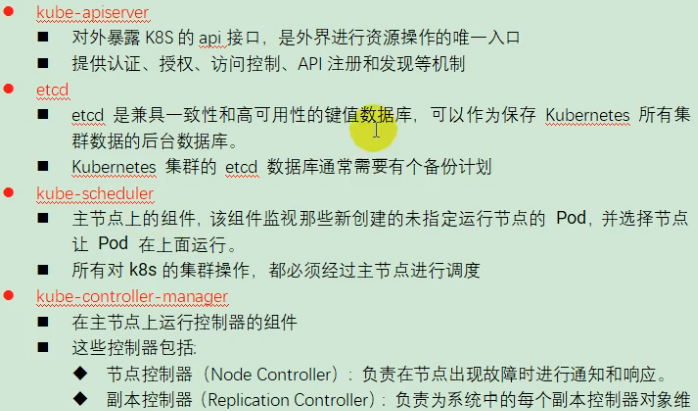 kube-apiserver
对外暴露 K8S 的 api 接口，是外界进行资源操作的唯一入口
提供认证、授权、访问控制、API 注册和发现等机制
etcd
etcd 是兼具一致性和高可用性的键值数据库，可以作为保存 Kubernetes 所有集
群数据的后台数据库。
Kubernetes 集群的 etcd 数据库通常需要有个备份计划
kube-scheduler
主节点上的组件，该组件监视那些新创建的未指定运行节点的 Pod，并选择节点
让 Pod 在上面运行。
所有对 k8s 的集群操作，都必须经过主节点进行调度
kube-controller-manager
在主节点上运行控制器的组件
这些控制器包括:
节点控制器（Node Controller）: 负责在节点出现故障时进行通知和响应。
副本控制器（Replication Controller）: 负责为系统中的每个副本控制器对象维